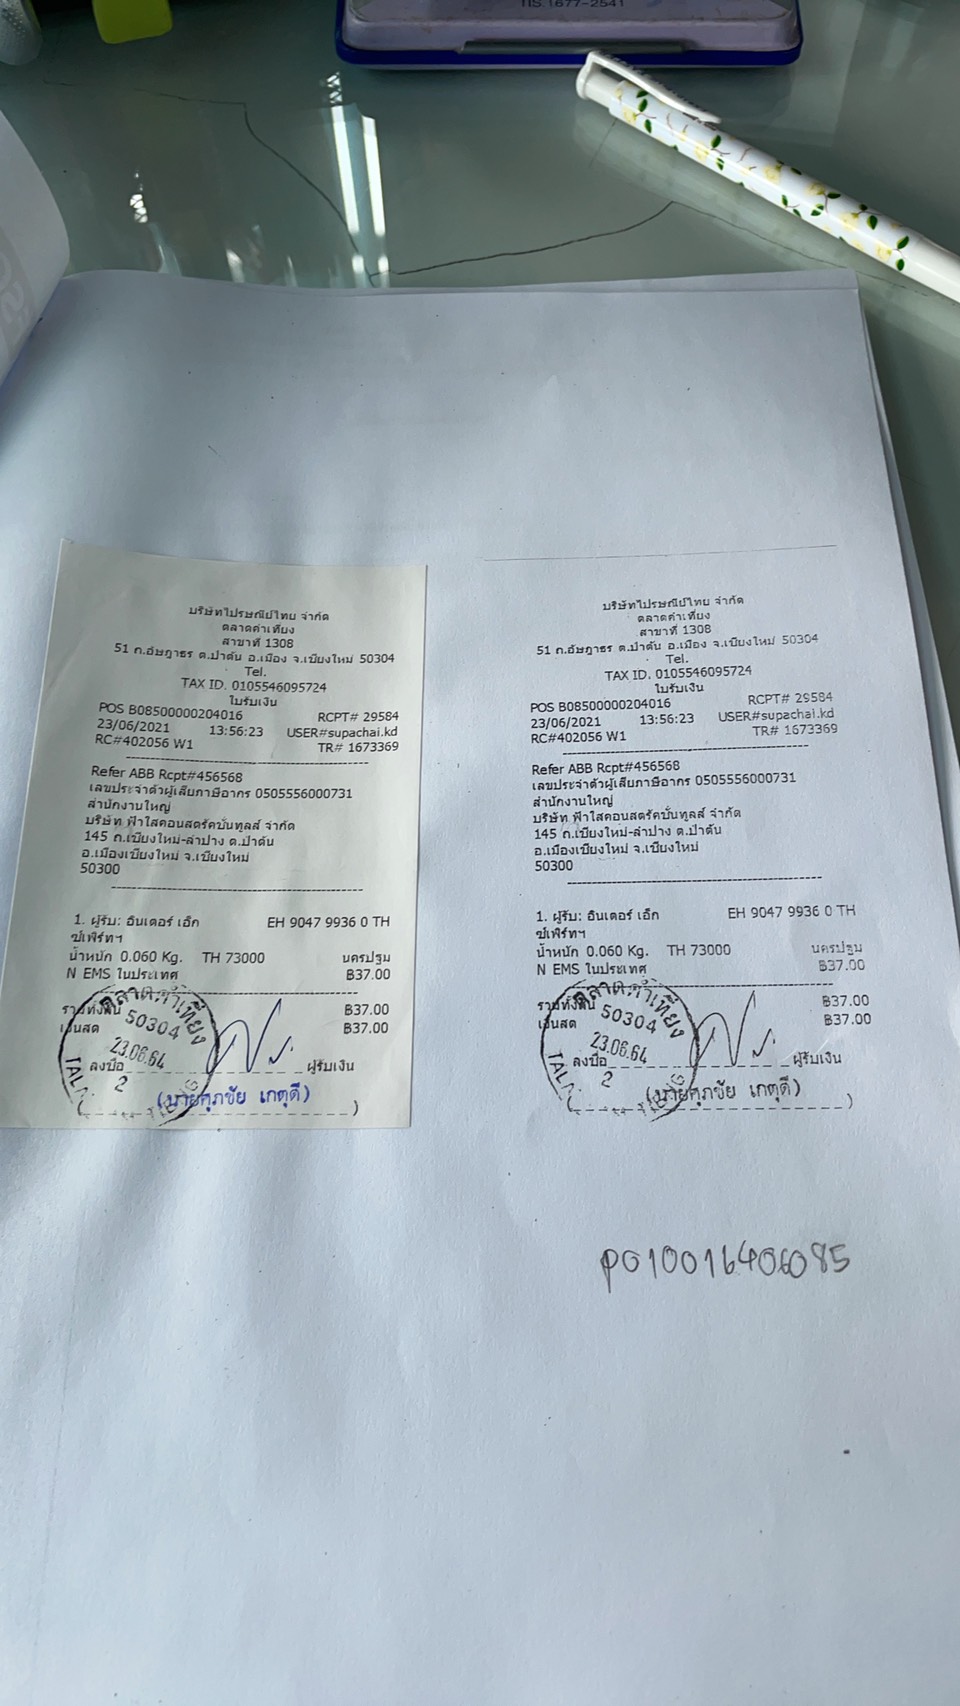 TIS.1677-2541
บริษัทไปรษณีย์ไทย จำกัด
ตลาดคำเที่ยง
สาขาที่ 1308
51 ถ.อัษฎาธร ต.ป่าตัน อ.เมือง จ.เชียงใหม่ 50304
Tel.
TAX ID. 0105546095724
ใบรับเงิน
POS B08500000204016 RCPT# 29584
23/06/2021 13:56:23 USER#supachai.kd
RC#402056 W1 TR# 1673369
Refer ABB Rcpt#456568
เลขประจำตัวผู้เสียภาษีอากร 0505556000731
สำนักงานใหญ่
บริษัท ฟ้าใสคอนสตรัคชั่นทูลส์ จำกัด
145 ถ.เชียงใหม่-ลำปาง ต.ป่าตัน
อ.เมืองเชียงใหม่ จ.เชียงใหม่
50300
1. ผู้รับ: อินเตอร์ เอ็ก EH 9047 9936 0 TH
ซ์เพิร์ทฯ
น้ำหนัก 0.060 Kg. TH 73000 นครปฐม
N EMS ในประเทศ ฿37.00
รวมทั้งสิ้น ฿37.00
เงินสด ฿37.00
ลงชื่อ ผู้รับเงิน
(นายศุภชัย เกตุดี)
ตลาดคำเที่ยง
50304
23.06.64
2
บริษัทไปรษณีย์ไทย จำกัด
ตลาดคำเที่ยง
สาขาที่ 1308
51 ถ.อัษฎาธร ต.ป่าตัน อ.เมือง จ.เชียงใหม่ 50304
Tel.
TAX ID. 0105546095724
ใบรับเงิน
POS B08500000204016 RCPT# 29584
23/06/2021 13:56:23 USER#supachai.kd
RC#402056 W1 TR# 1673369
Refer ABB Rcpt#456568
เลขประจำตัวผู้เสียภาษีอากร 0505556000731
สำนักงานใหญ่
บริษัท ฟ้าใสคอนสตรัคชั่นทูลส์ จำกัด
145 ถ.เชียงใหม่-ลำปาง ต.ป่าตัน
อ.เมืองเชียงใหม่ จ.เชียงใหม่
50300
1. ผู้รับ: อินเตอร์ เอ็ก EH 9047 9936 0 TH
ซ์เพิร์ทฯ
น้ำหนัก 0.060 Kg. TH 73000 นครปฐม
N EMS ในประเทศ ฿37.00
รวมทั้งสิ้น ฿37.00
เงินสด ฿37.00
ลงชื่อ ผู้รับเงิน
(นายศุภชัย เกตุดี)
ตลาดคำเที่ยง
50304
23.06.64
2
PO10016406085